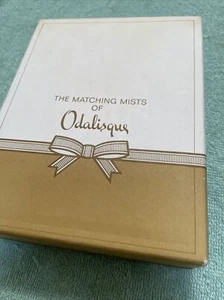 THE MATCHING MISTS
OF
Odalisque